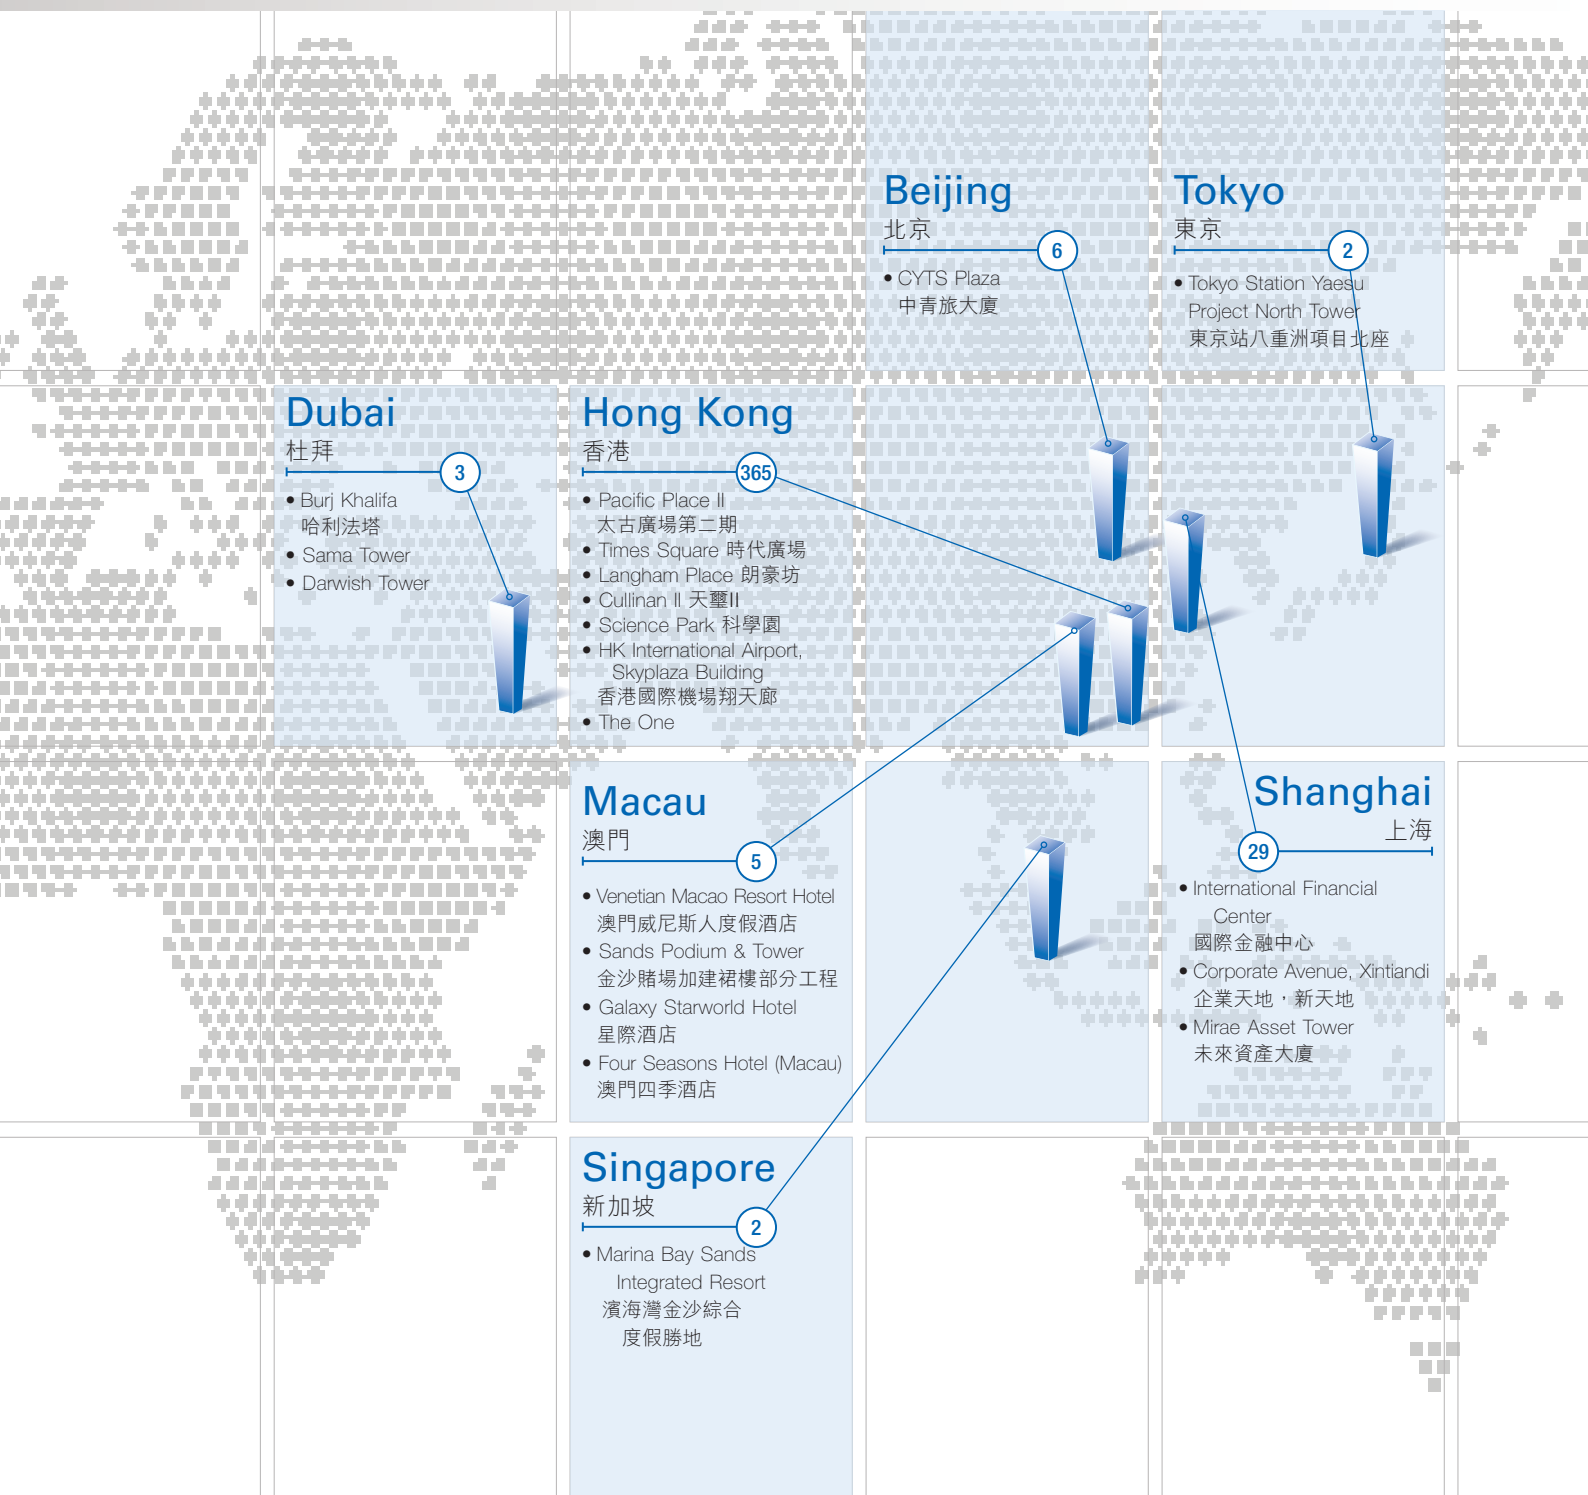 Beijing
北京
6
• CYTS Plaza
中青旅大廈
Tokyo
東京
2
• Tokyo Station Yaesu
Project North Tower
東京站八重洲項目北座
Dubai
杜拜
3
• Burj Khalifa
哈利法塔
• Sama Tower
• Darwish Tower
Hong Kong
香港
365
• Pacific Place II
太古廣場第二期
• Times Square 時代廣場
• Langham Place 朗豪坊
• Cullinan II 天璽II
• Science Park 科學園
• HK International Airport,
Skyplaza Building
香港國際機場翔天廊
• The One
Macau
澳門
5
• Venetian Macao Resort Hotel
澳門威尼斯人度假酒店
• Sands Podium & Tower
金沙賭場加建裙樓部分工程
• Galaxy Starworld Hotel
星際酒店
• Four Seasons Hotel (Macau)
澳門四季酒店
Shanghai
上海
29
• International Financial
Center
國際金融中心
• Corporate Avenue, Xintiandi
企業天地，新天地
• Mirae Asset Tower
未來資產大廈
Singapore
新加坡
2
• Marina Bay Sands
Integrated Resort
濱海灣金沙綜合
度假勝地